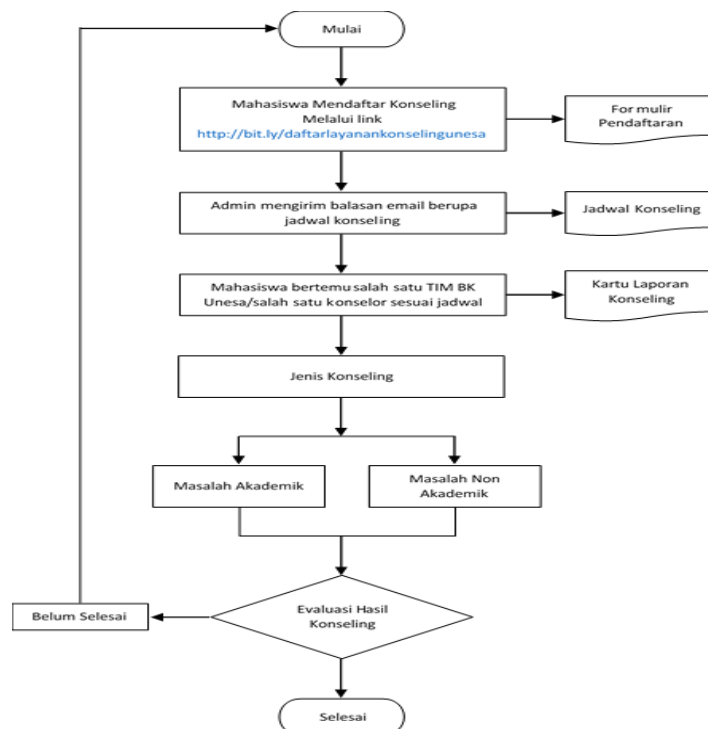 Mulai
Mahasiswa Mendaftar Konseling
Melalui link
http://bit.ly/daftarlayanankonselingunesa
For mulir
Pendaftaran
Admin mengirim balasan email berupa
jadwal konseling
Jadwal Konseling
Mahasiswa bertemu salah satu TIM BK
Unesa/salah satu konselor sesuai jadwal
Kartu Laporan
Konseling
Jenis Konseling
Masalah Akademik
Masalah Non
Akademik
Evaluasi Hasil
Konseling
Belum Selesai
Selesai